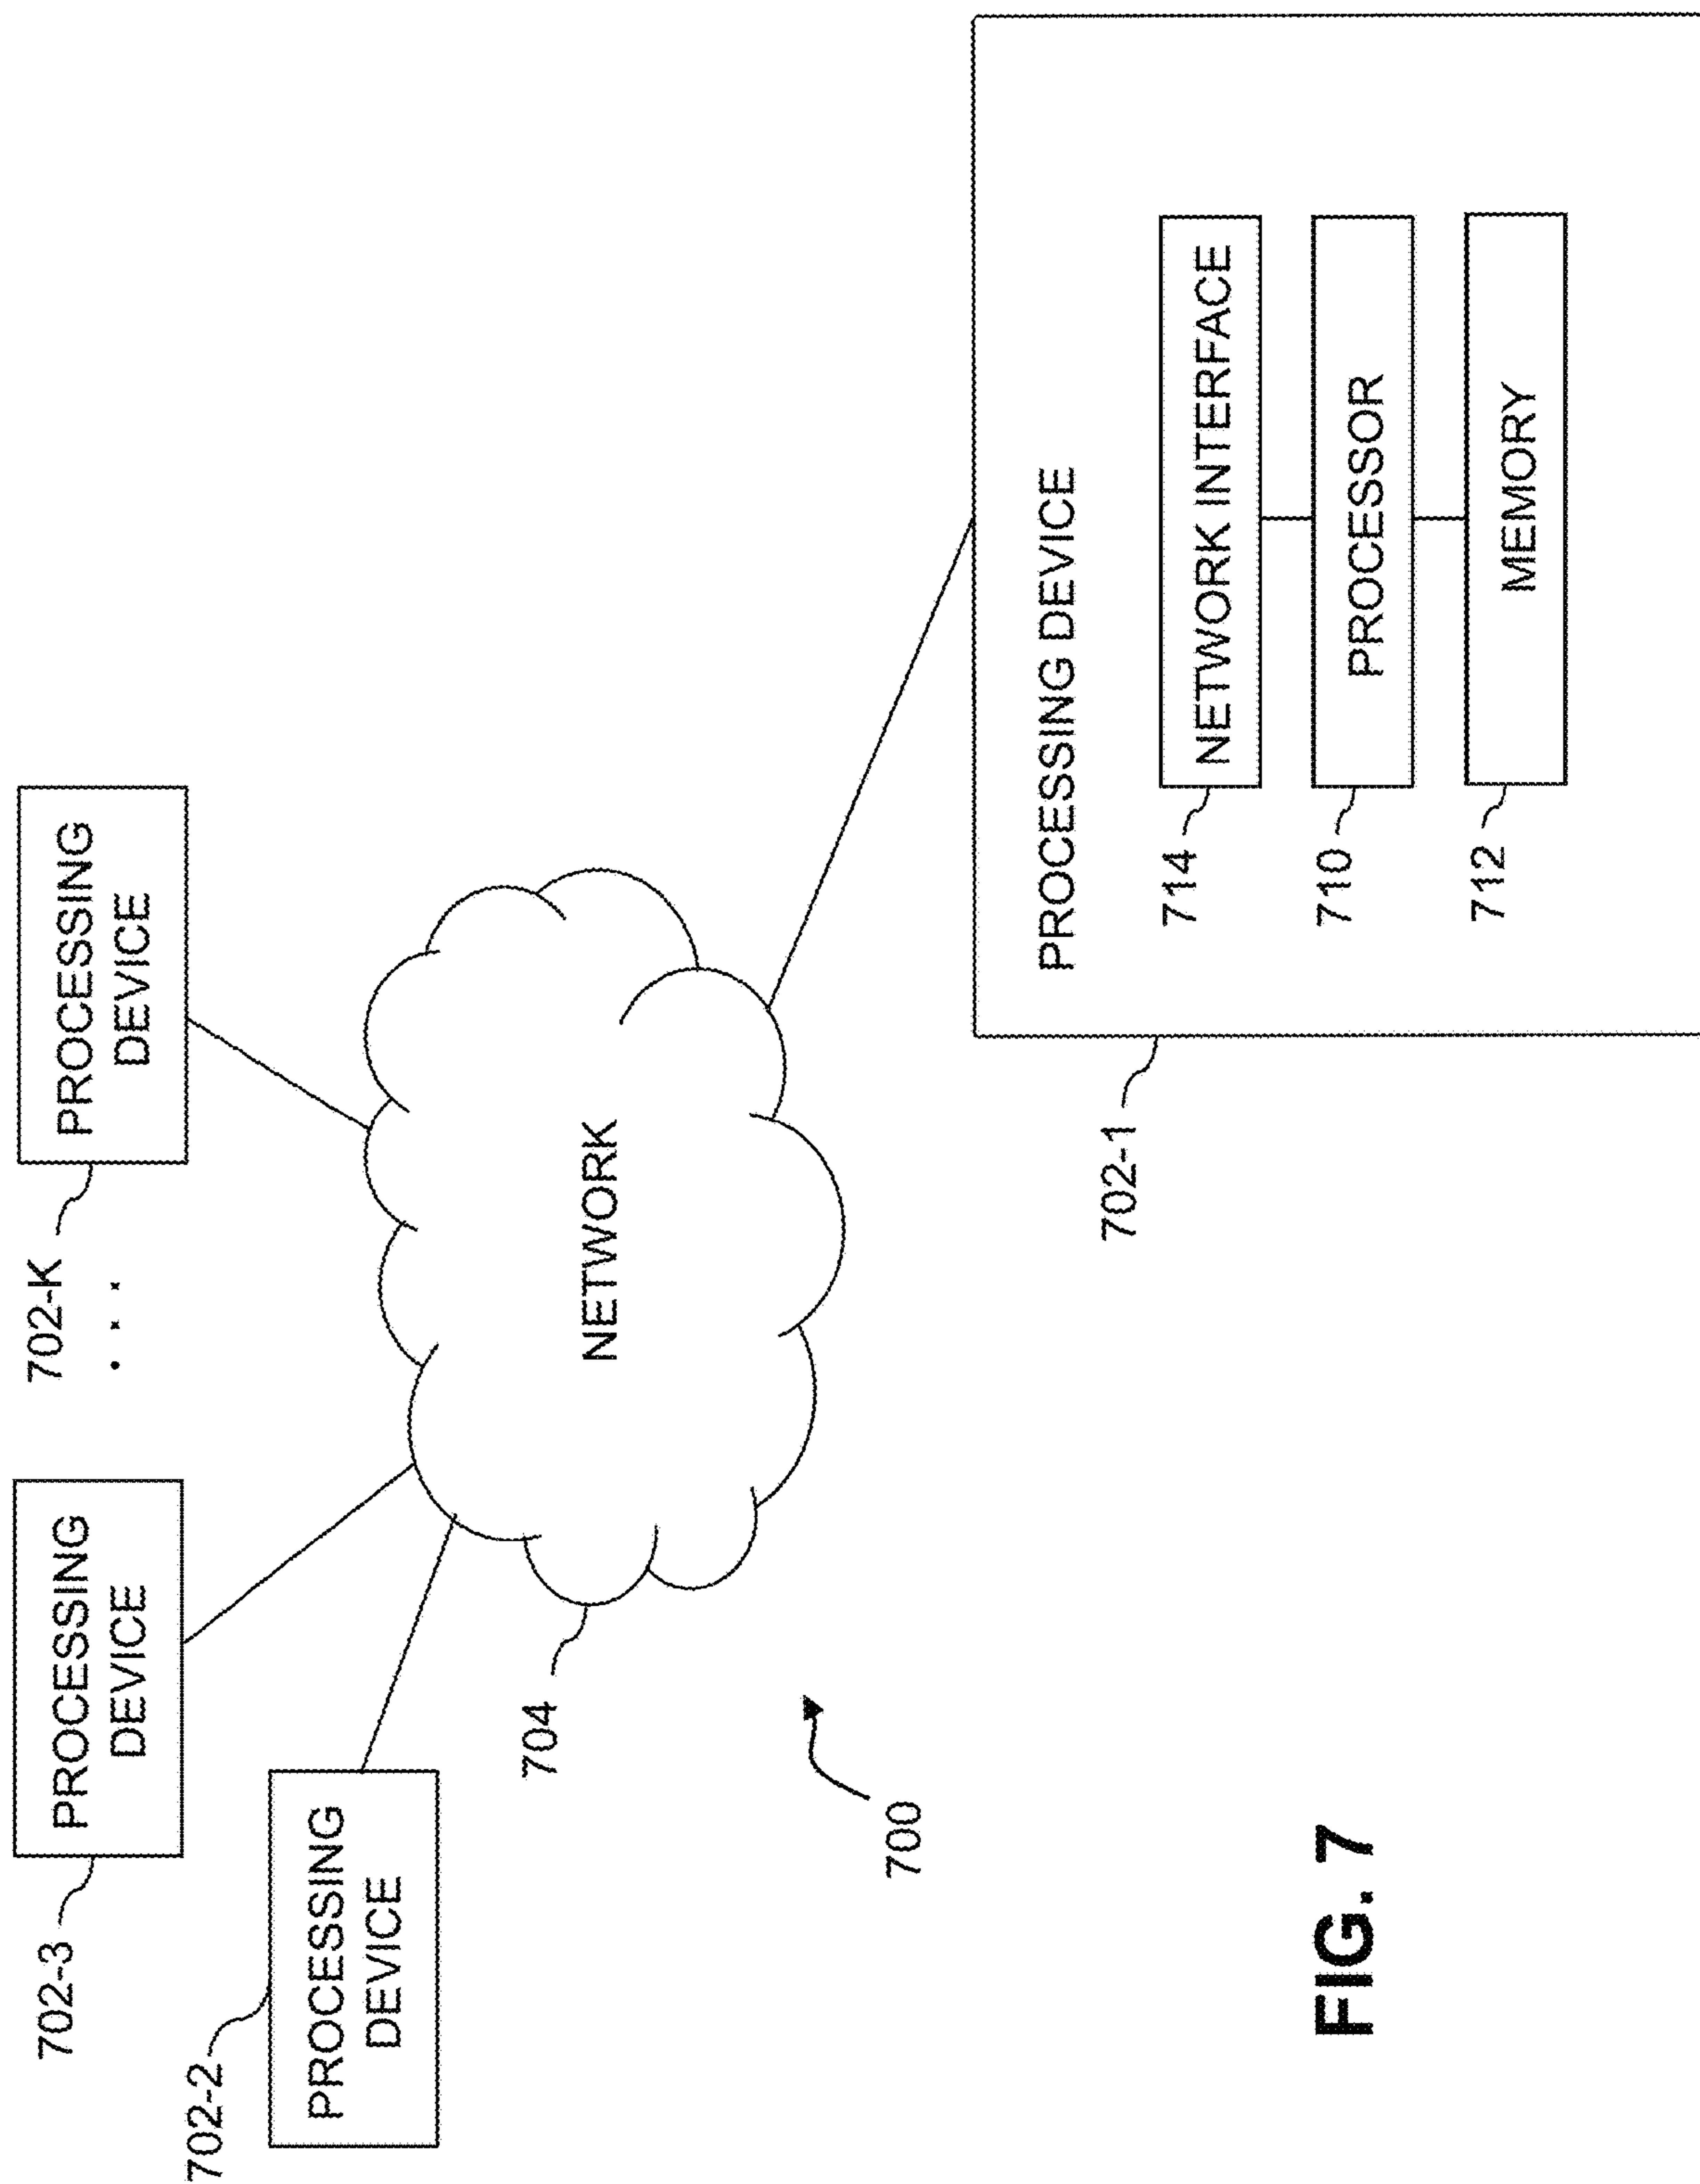 702-2
PROCESSING
DEVICE
702-3
PROCESSING
DEVICE
702-K
PROCESSING
DEVICE
. . .
704
NETWORK
700
702-1
PROCESSING DEVICE
714
NETWORK INTERFACE
710
PROCESSOR
712
MEMORY
FIG. 7